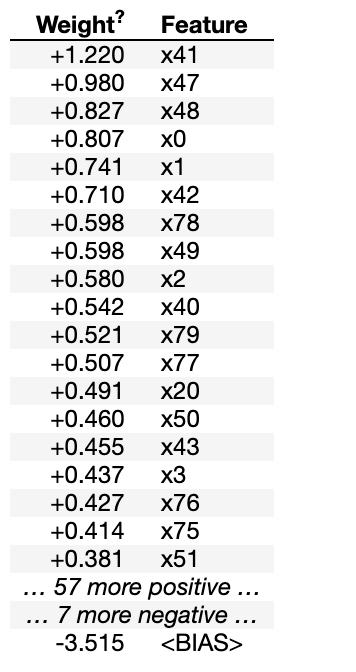 Weight? Feature
+1.220 x41
+0.980 x47
+0.827 x48
+0.807 x0
+0.741 x1
+0.710 x42
+0.598 x78
+0.598 x49
+0.580 x2
+0.542 x40
+0.521 x79
+0.507 x77
+0.491 x20
+0.460 x50
+0.455 x43
+0.437 x3
+0.427 x76
+0.414 x75
+0.381 x51
… 57 more positive …
… 7 more negative …
-3.515 <BIAS>